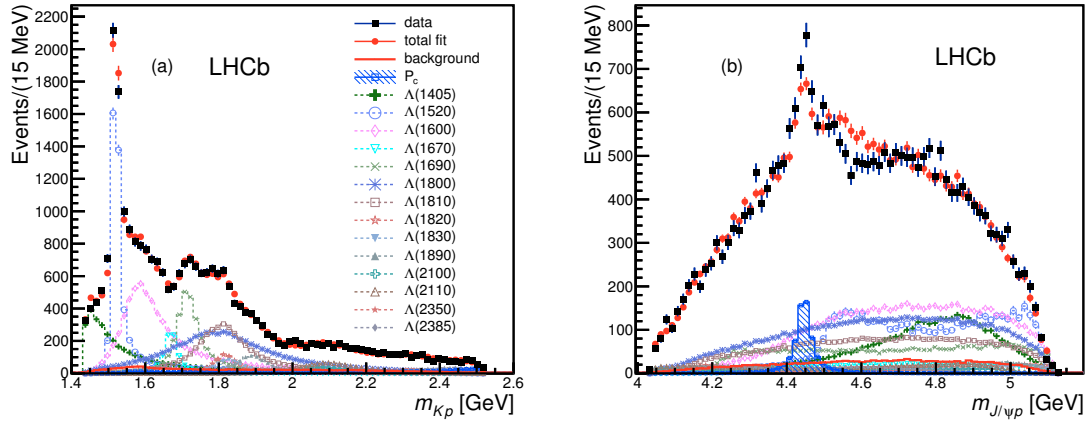 Events/(15 MeV)
2200
2000
1800
1600
1400
1200
1000
800
600
400
200
0
1.4
1.6
1.8
2
2.2
2.4
2.6
m_{Kp} [GeV]
(a)
LHCb
data
total fit
background
P_c
Λ(1405)
Λ(1520)
Λ(1600)
Λ(1670)
Λ(1690)
Λ(1800)
Λ(1810)
Λ(1820)
Λ(1830)
Λ(1890)
Λ(2100)
Λ(2110)
Λ(2350)
Λ(2385)
Events/(15 MeV)
800
700
600
500
400
300
200
100
0
4
4.2
4.4
4.6
4.8
5
m_{J/ψp} [GeV]
(b)
LHCb